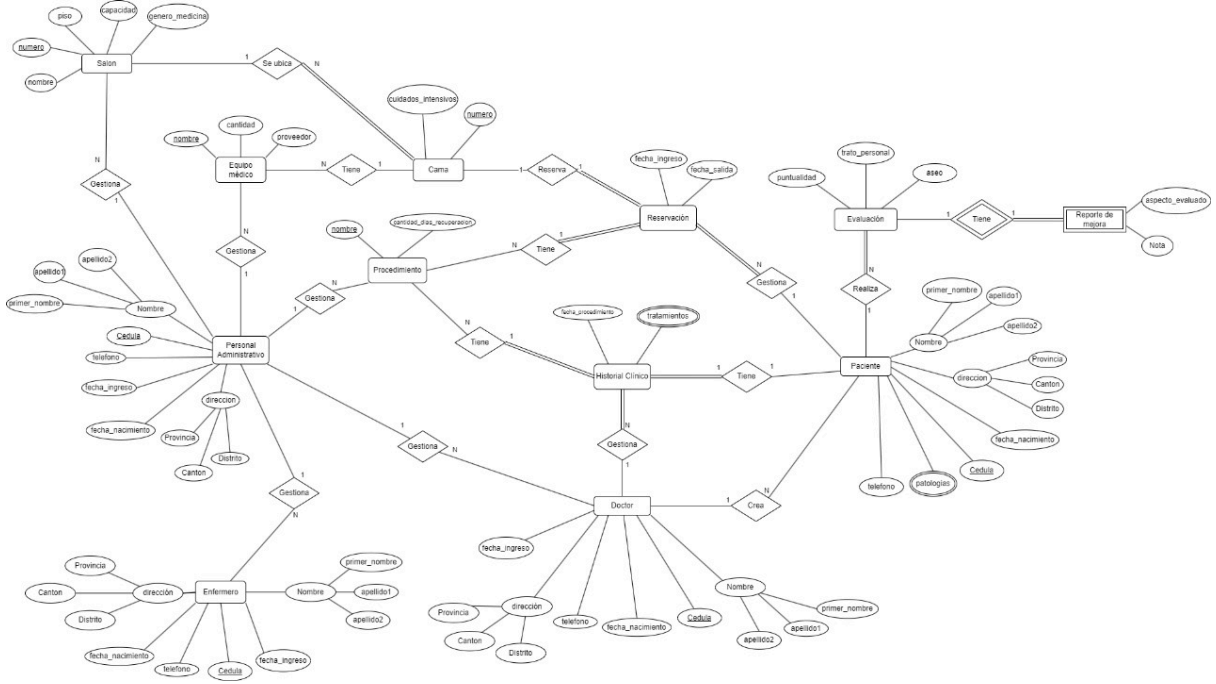 capacidad
piso
genero_medicina
numero
Salon
nombre
1
Se ubica
N
cuidados_intensivos
numero
cantidad
nombre
proveedor
Equipo
médico
N
Tiene
1
Cama
1
Reserva
1
fecha_ingreso
fecha_salida
Reservación
trato_personal
puntualidad
aseo
Evaluación
1
Tiene
1
Reporte de
mejora
aspecto_evaluado
Nota
N
Gestiona
1
N
Gestiona
1
nombre
cantidad_dias_recuperacion
Procedimiento
N
Tiene
1
N
Gestiona
1
N
Gestiona
1
N
Realiza
1
apellido2
apellido1
primer_nombre
Nombre
Cedula
telefono
fecha_ingreso
fecha_nacimiento
direccion
Provincia
Canton
Distrito
Personal
Administrativo
N
Tiene
1
fecha_procedimiento
tratamientos
Historial Clínico
1
Tiene
1
Paciente
primer_nombre
apellido1
apellido2
Nombre
Provincia
direccion
Canton
Distrito
fecha_nacimiento
Cedula
patologias
telefono
1
Gestiona
N
N
Gestiona
1
1
Gestiona
N
Doctor
1
Crea
N
fecha_ingreso
Provincia
dirección
Canton
Distrito
telefono
fecha_nacimiento
Cedula
Nombre
primer_nombre
apellido1
apellido2
Provincia
Canton
dirección
Distrito
Enfermero
Nombre
primer_nombre
apellido1
apellido2
fecha_nacimiento
telefono
Cedula
fecha_ingreso